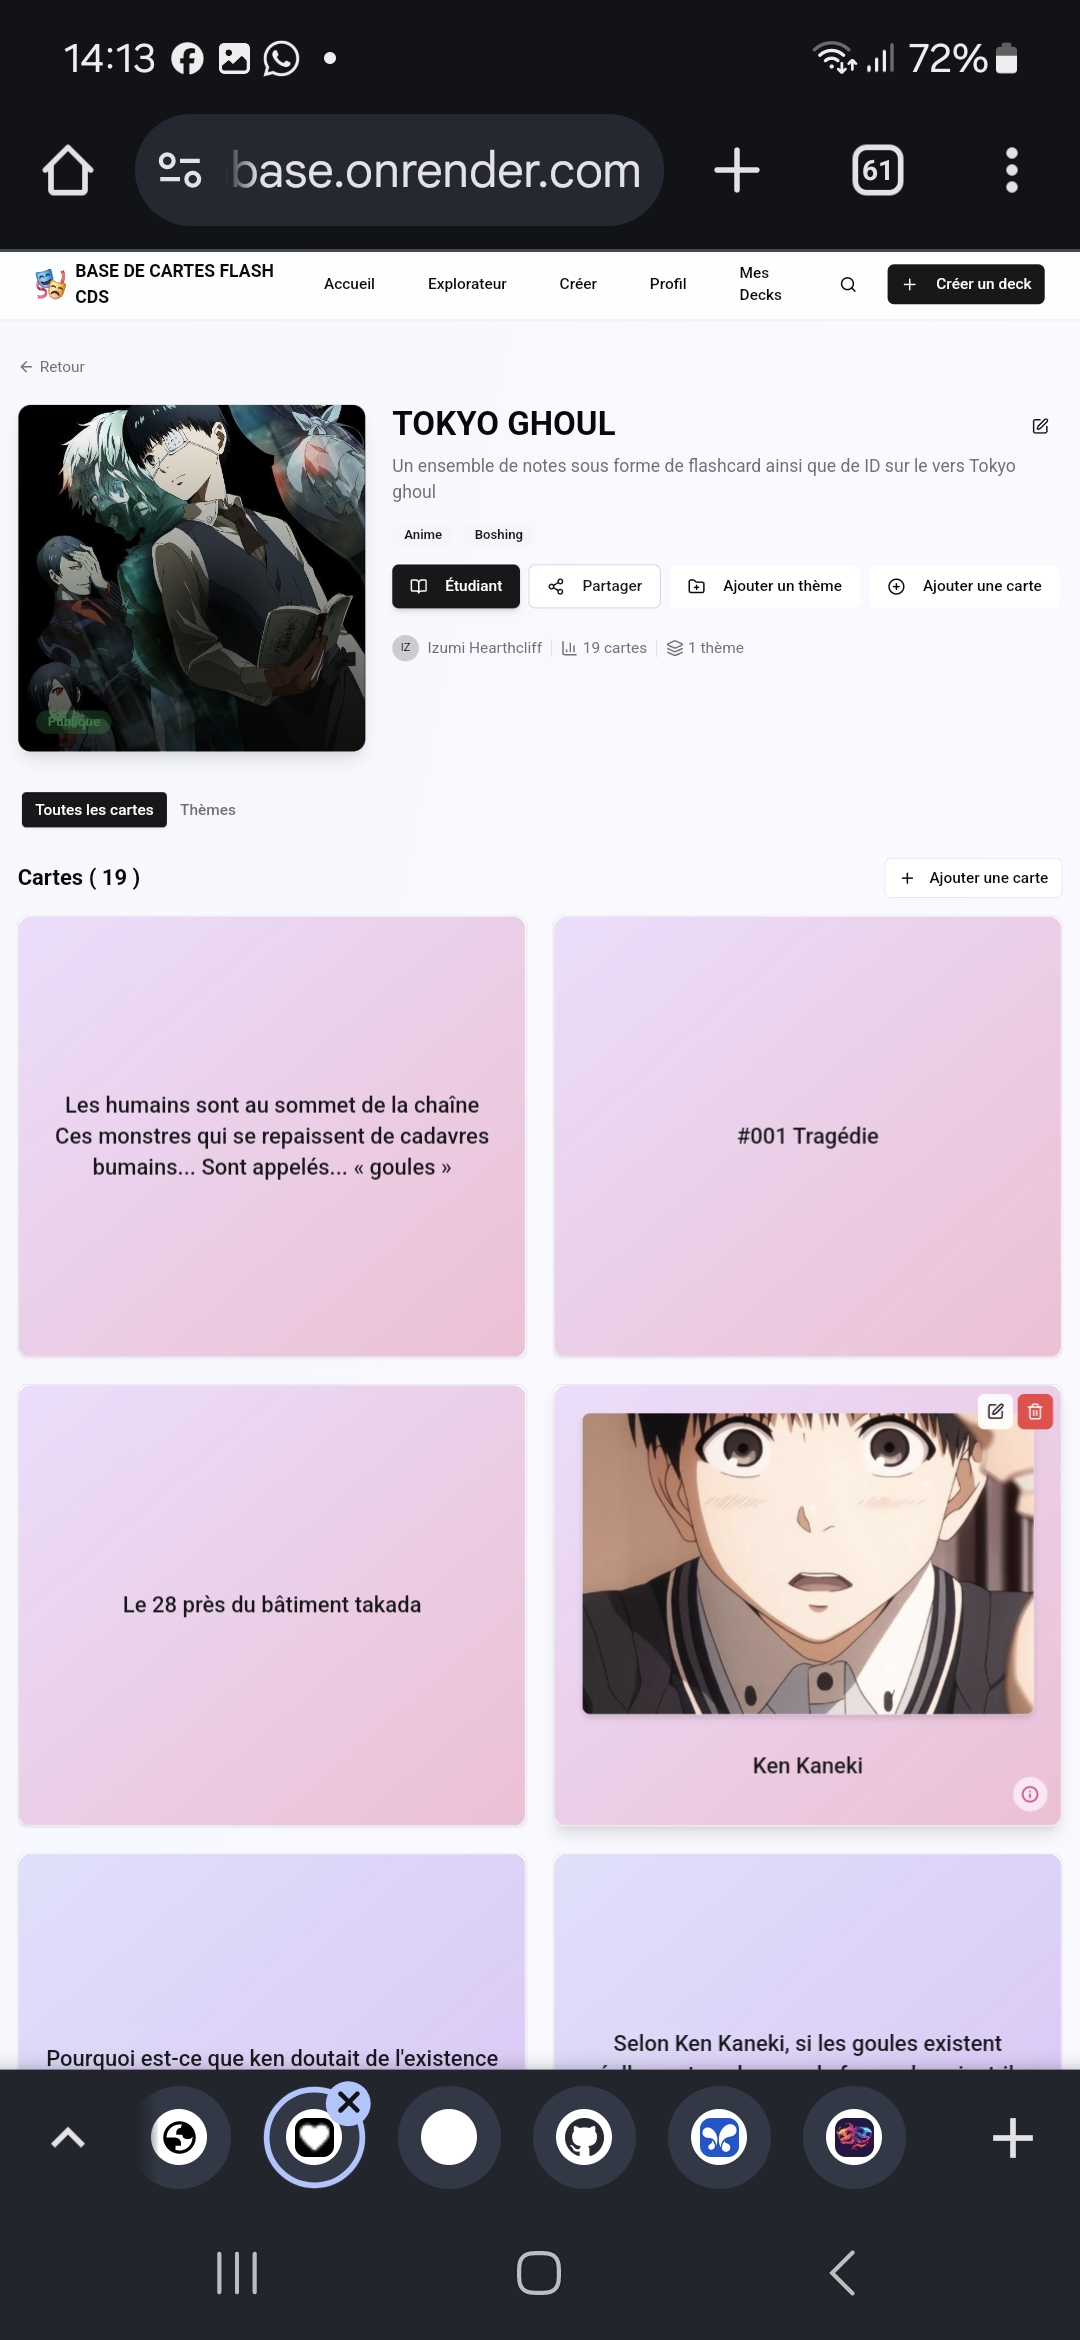 14:13
72%
base.onrender.com
61
BASE DE CARTES FLASH
CDS
Accueil
Explorateur
Créer
Profil
Mes
Decks
Créer un deck
Retour
TOKYO GHOUL
Un ensemble de notes sous forme de flashcard ainsi que de ID sur le vers Tokyo
ghoul
Anime
Boshing
Étudiant
Partager
Ajouter un thème
Ajouter une carte
IZ
Izumi Hearthcliff
19 cartes
1 thème
Publique
Toutes les cartes
Thèmes
Cartes ( 19 )
Ajouter une carte
Les humains sont au sommet de la chaîne
Ces monstres qui se repaissent de cadavres
bumains... Sont appelés... « goules »
#001 Tragédie
Le 28 près du bâtiment takada
Ken Kaneki
Pourquoi est-ce que ken doutait de l'existence
Selon Ken Kaneki, si les goules existent